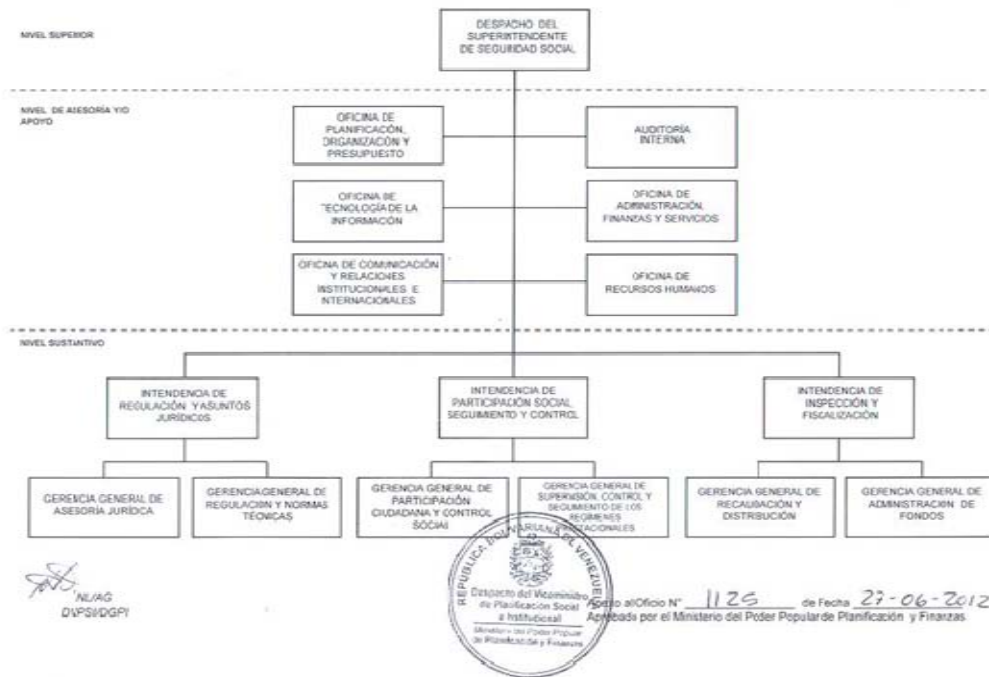 NIVEL SUPERIOR
DESPACHO DEL
SUPERINTENDENTE
DE SEGURIDAD SOCIAL
NIVEL DE ASESORÍA Y/O
APOYO
OFICINA DE
PLANIFICACIÓN,
ORGANIZACIÓN Y
PRESUPUESTO
AUDITORÍA
INTERNA
OFICINA DE
TECNOLOGÍA DE LA
INFORMACIÓN
OFICINA DE
ADMINISTRACIÓN,
FINANZAS Y SERVICIOS
OFICINA DE COMUNICACIÓN
Y RELACIONES
INSTITUCIONALES E
INTERNACIONALES
OFICINA DE
RECURSOS HUMANOS
NIVEL SUSTANTIVO
INTENDENCIA DE
REGULACIÓN Y ASUNTOS
JURÍDICOS
INTENDENCIA DE
PARTICIPACIÓN SOCIAL
SEGUIMIENTO Y CONTROL
INTENDENCIA DE
INSPECCIÓN Y
FISCALIZACIÓN
GERENCIA GENERAL DE
ASESORÍA JURÍDICA
GERENCIA GENERAL DE
REGULACIÓN Y NORMAS
TÉCNICAS
GERENCIA GENERAL DE
PARTICIPACIÓN
CIUDADANA Y CONTROL
SOCIAL
GERENCIA GENERAL DE
SUPERVISIÓN, CONTROL Y
SEGUIMIENTO DE LOS
REGÍMENES
PRESTACIONALES
GERENCIA GENERAL DE
RECAUDACIÓN Y
DISTRIBUCIÓN
GERENCIA GENERAL DE
ADMINISTRACION DE
FONDOS
NL/AG
DVPSI/DGPI
REPUBLICA BOLIVARIANA DE VENEZUELA
Despacho del Viceministro
de Planificación Social
e Institucional
Ministerio del Poder Popular
de Planificación y Finanzas
Anexo al Oficio N° 1125 de Fecha 27-06-2012
Aprobada por el Ministerio del Poder Popular de Planificación y Finanzas